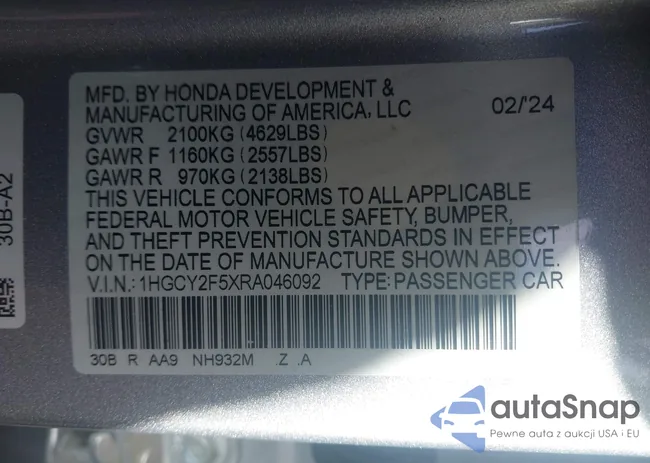 MFD. BY HONDA DEVELOPMENT &
MANUFACTURING OF AMERICA, LLC 02/'24
GVWR 2100KG (4629LBS)
GAWR F 1160KG (2557LBS)
GAWR R 970KG (2138LBS)
THIS VEHICLE CONFORMS TO ALL APPLICABLE
FEDERAL MOTOR VEHICLE SAFETY, BUMPER,
AND THEFT PREVENTION STANDARDS IN EFFECT
ON THE DATE OF MANUFACTURE SHOWN ABOVE.
V.I.N.:1HGCY2F5XRA046092 TYPE:PASSENGER CAR
30B R AA9 NH932M .Z .A
30B-A2
autaSnap
Pewne auta z aukcji USA i EU